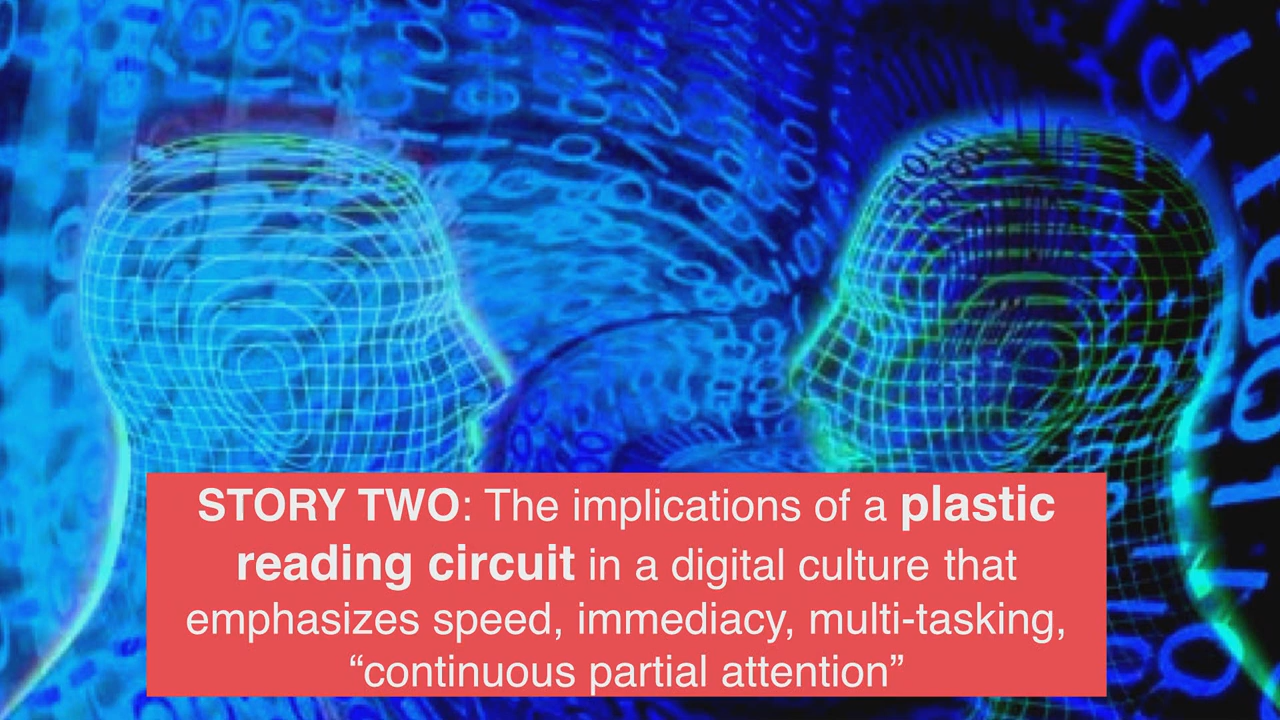 STORY TWO: The implications of a plastic
reading circuit in a digital culture that
emphasizes speed, immediacy, multi-tasking,
“continuous partial attention”